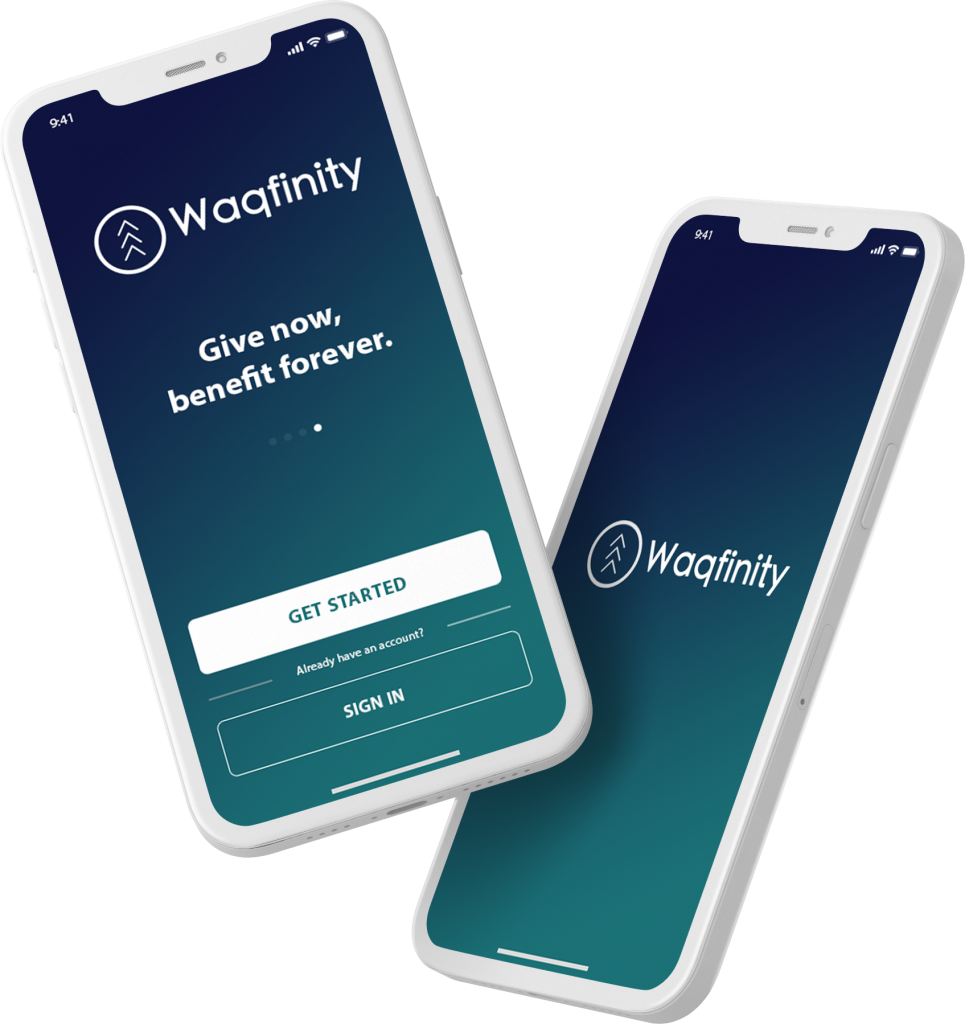 9:41
Waqfinity
Give now,
benefit forever.
GET STARTED
Already have an account?
SIGN IN
9:41
Waqfinity